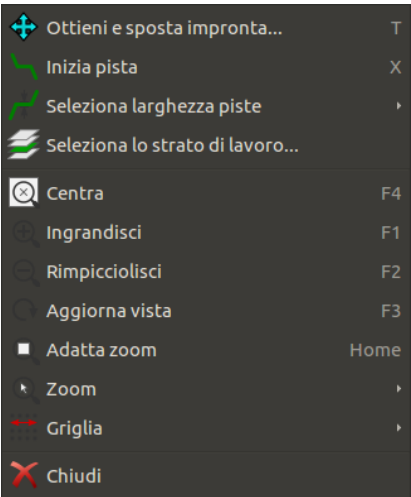 Ottieni e sposta impronta... T
Inizia pista X
Seleziona larghezza piste
Seleziona lo strato di lavoro...
Centra F4
Ingrandisci F1
Rimpicciolisci F2
Aggiorna vista F3
Adatta zoom Home
Zoom
Griglia
Chiudi